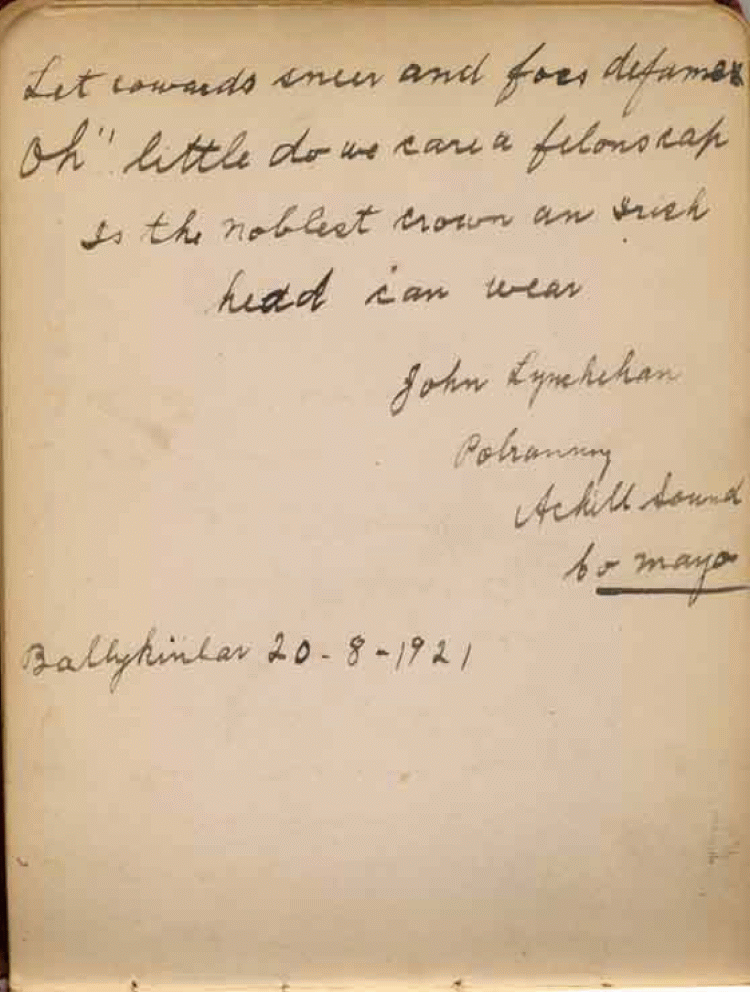 Let cowards sneer and foes defames
Oh" little do we care a felons cap
Is the noblest crown an Irish
head can wear
John Lynchehan
Polranny
Achill Sound
Co Mayo
Ballykinlar 20-8-1921